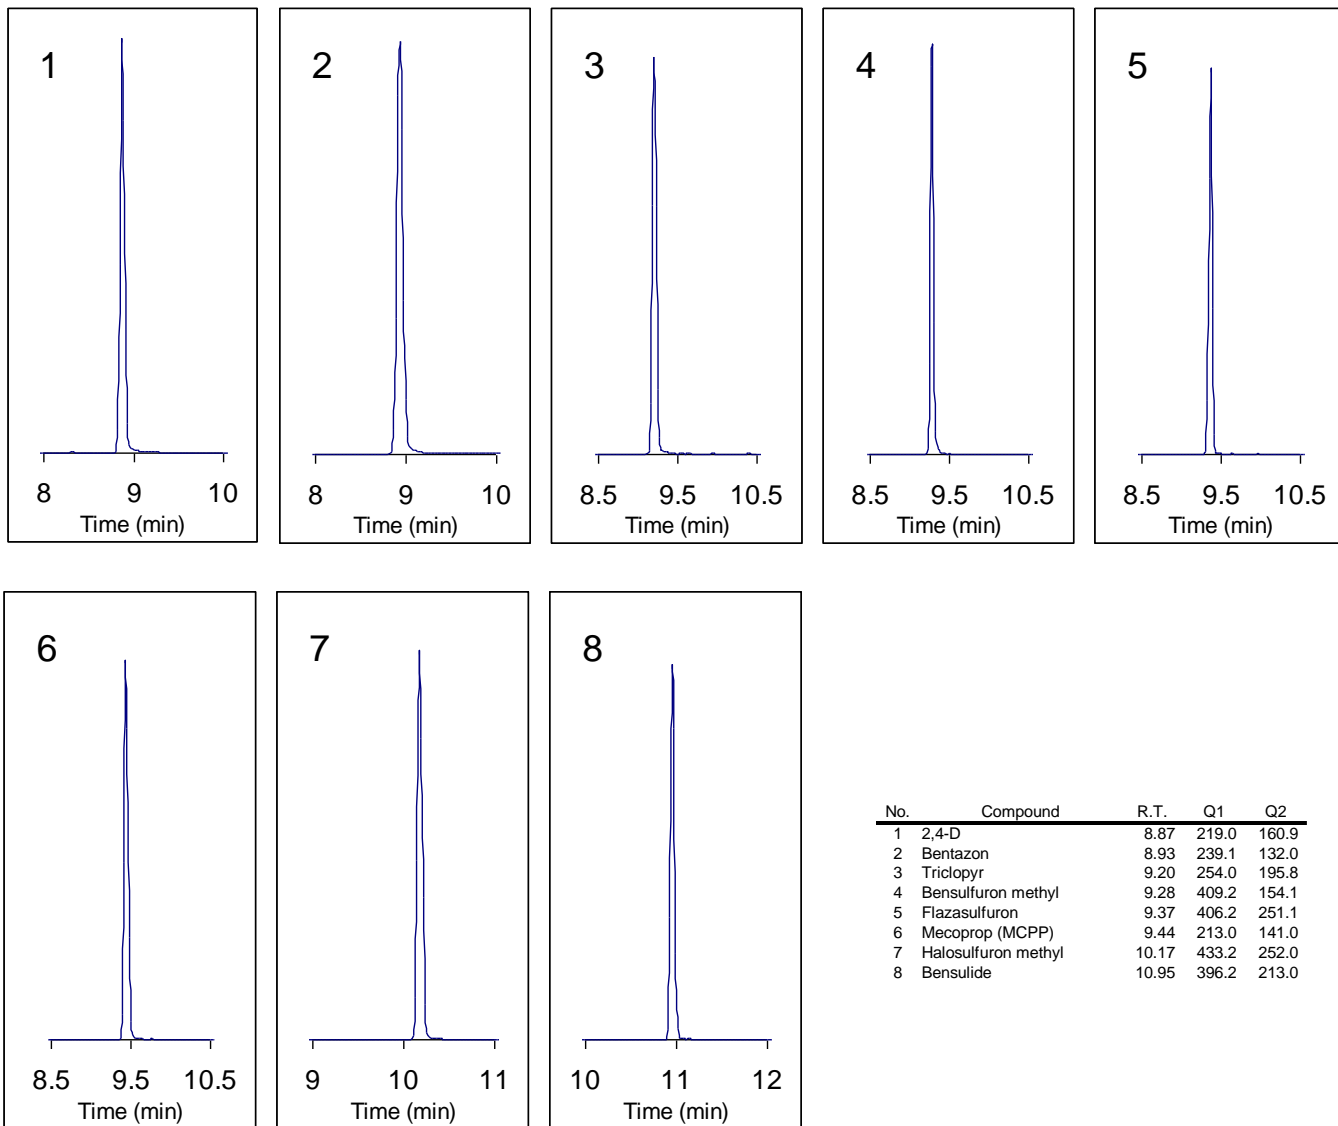 1
8 9 10
Time (min)
2
8 9 10
Time (min)
3
8.5 9.5 10.5
Time (min)
4
8.5 9.5 10.5
Time (min)
5
8.5 9.5 10.5
Time (min)
6
8.5 9.5 10.5
Time (min)
7
9 10 11
Time (min)
8
10 11 12
Time (min)
No. Compound R.T. Q1 Q2
1 2,4-D 8.87 219.0 160.9
2 Bentazon 8.93 239.1 132.0
3 Triclopyr 9.20 254.0 195.8
4 Bensulfuron methyl 9.28 409.2 154.1
5 Flazasulfuron 9.37 406.2 251.1
6 Mecoprop (MCPP) 9.44 213.0 141.0
7 Halosulfuron methyl 10.17 433.2 252.0
8 Bensulide 10.95 396.2 213.0